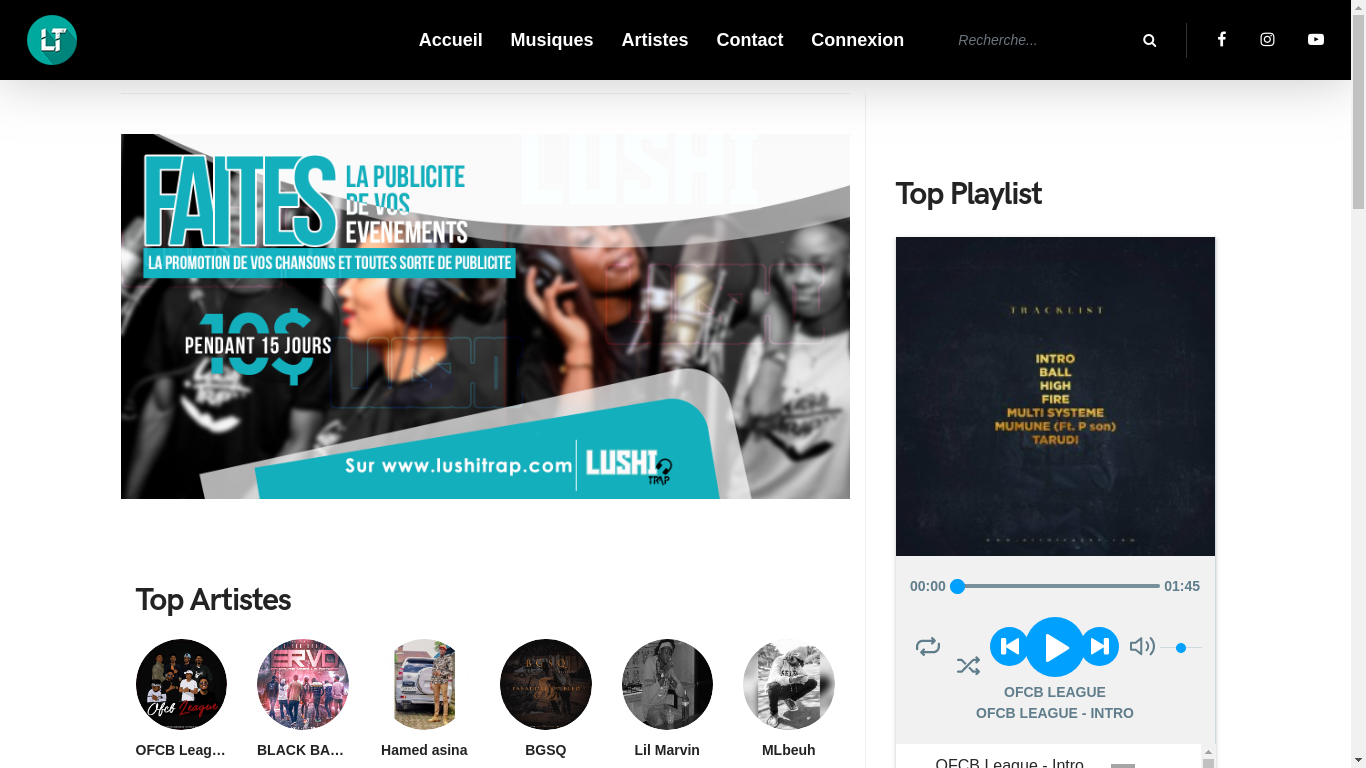 LT
Accueil Musiques Artistes Contact Connexion Recherche...
LUSHI
FAITES
LA PUBLICITE
DE VOS
EVENEMENTS
LA PROMOTION DE VOS CHANSONS ET TOUTES SORTE DE PUBLICITE
10$
PENDANT 15 JOURS
Sur www.lushitrap.com
LUSHI
TRAP
Top Artistes
OFCB Leag...
BLACK BA...
Hamed asina
BGSQ
Lil Marvin
MLbeuh
Top Playlist
TRACKLIST
INTRO
BALL
HIGH
FIRE
MULTI SYSTEME
MUMUNE (Ft. P son)
TARUDI
00:00 01:45
OFCB LEAGUE
OFCB LEAGUE - INTRO
OFCB League - Intro